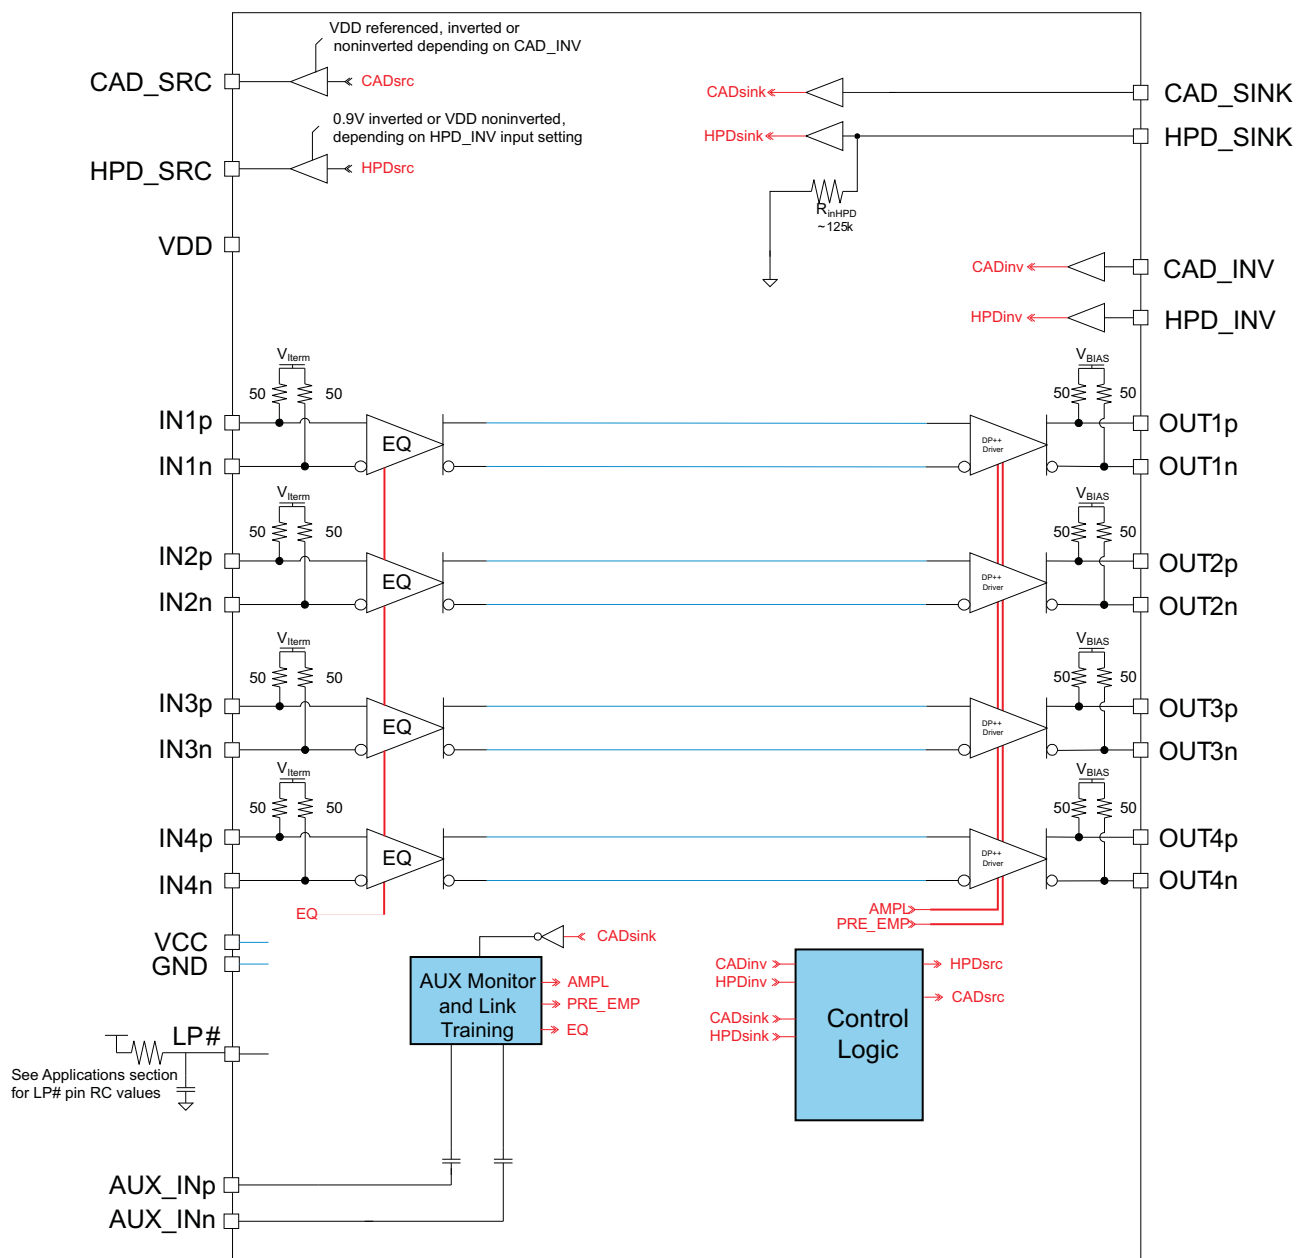 VDD referenced, inverted or
noninverted depending on CAD_INV
CAD_SRC
CADsrc
CADsink
CAD_SINK
0.9V inverted or VDD noninverted,
depending on HPD_INV input setting
HPDsink
HPD_SINK
HPD_SRC
HPDsrc
RinHPD
~125k
VDD
CADinv
CAD_INV
HPDinv
HPD_INV
VIterm
VBIAS
50
50
50
50
IN1p
OUT1p
EQ
DP++
Driver
IN1n
OUT1n
VIterm
VBIAS
50
50
50
50
IN2p
OUT2p
EQ
DP++
Driver
IN2n
OUT2n
VIterm
VBIAS
50
50
50
50
IN3p
OUT3p
EQ
DP++
Driver
IN3n
OUT3n
VIterm
VBIAS
50
50
50
50
IN4p
OUT4p
EQ
DP++
Driver
IN4n
OUT4n
EQ
AMPL
PRE_EMP
VCC
GND
CADsink
AUX Monitor
and Link
Training
AMPL
PRE_EMP
EQ
CADinv
HPDinv
CADsink
HPDsink
Control
Logic
HPDsrc
CADsrc
LP#
See Applications section
for LP# pin RC values
AUX_INp
AUX_INn